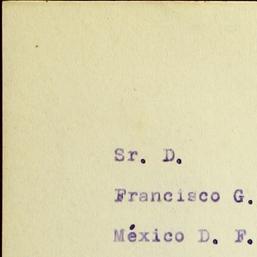 Sr. D.
Francisco G.
México D. F.